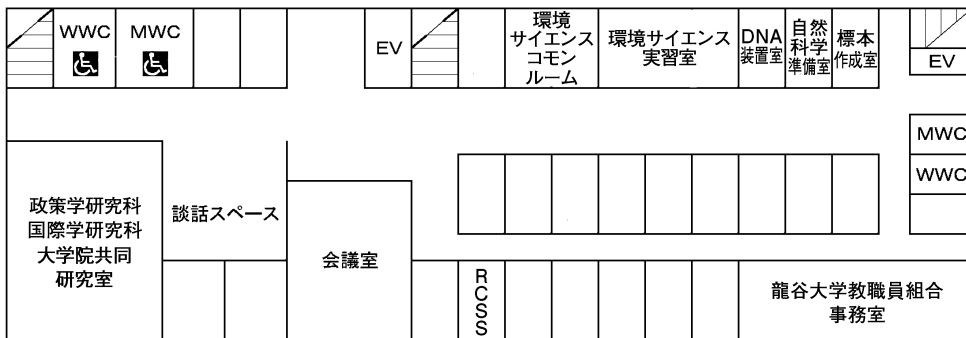 WWC
MWC
EV
環境
サイエンス
コモン
ルーム
環境サイエンス
実習室
DNA
装置室
自然
科学
準備室
標本
作成室
EV
MWC
WWC
政策学研究科
国際学研究科
大学院共同
研究室
談話スペース
会議室
RCSS
龍谷大学教職員組合
事務室